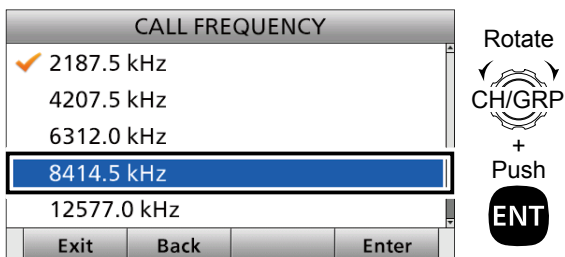 CALL FREQUENCY
2187.5 kHz
4207.5 kHz
6312.0 kHz
8414.5 kHz
12577.0 kHz
Exit Back Enter
Rotate
CH/GRP
+
Push
ENT